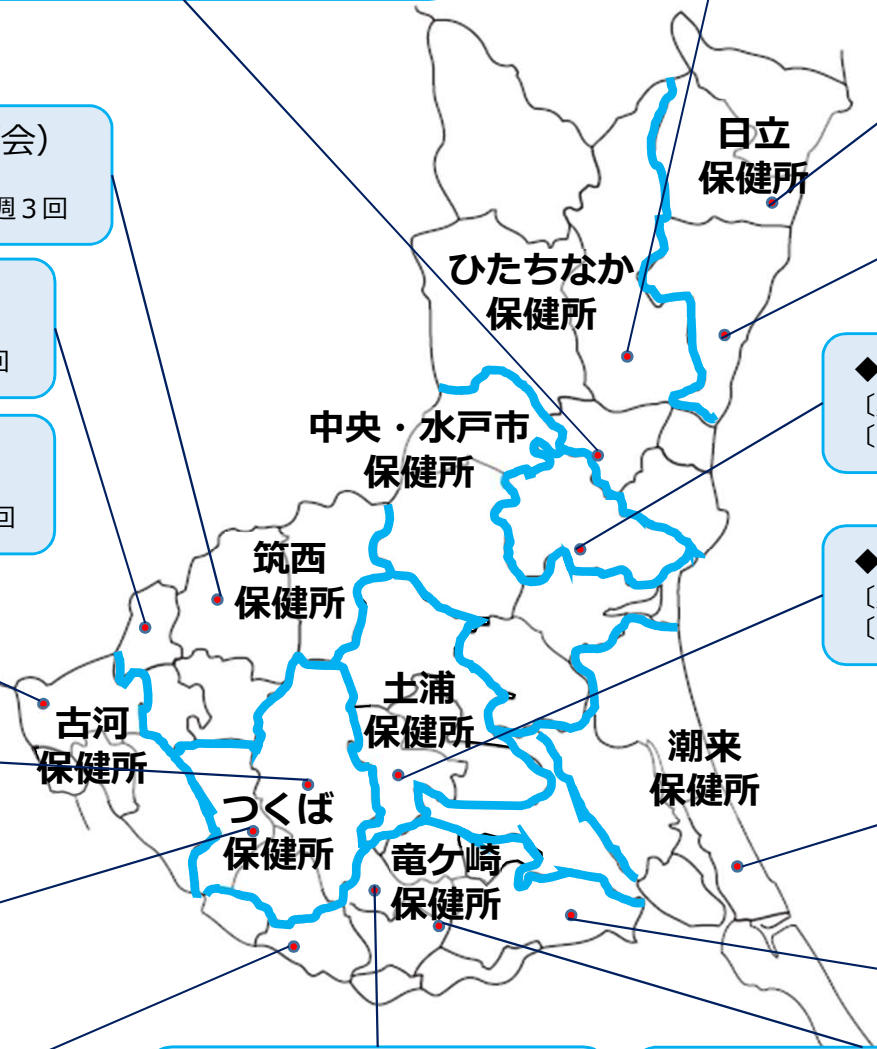 会）
週３回
回
回
日立
保健所
ひたちなか
保健所
中央・水戸市
保健所
筑西
保健所
土浦
保健所
古河
保健所
つくば
保健所
竜ケ崎
保健所
潮来
保健所
◆
〔
〔
◆
〔
〔